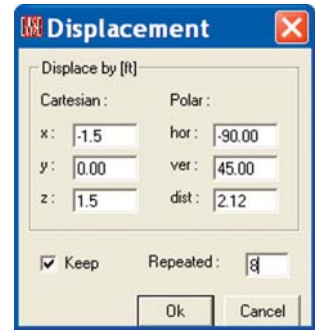 Displacement
Displace by [ft]
Cartesian : Polar :
x : -1.5 hor : -90.00
y : 0.00 ver : 45.00
z : 1.5 dist : 2.12
Keep Repeated : 8
Ok Cancel